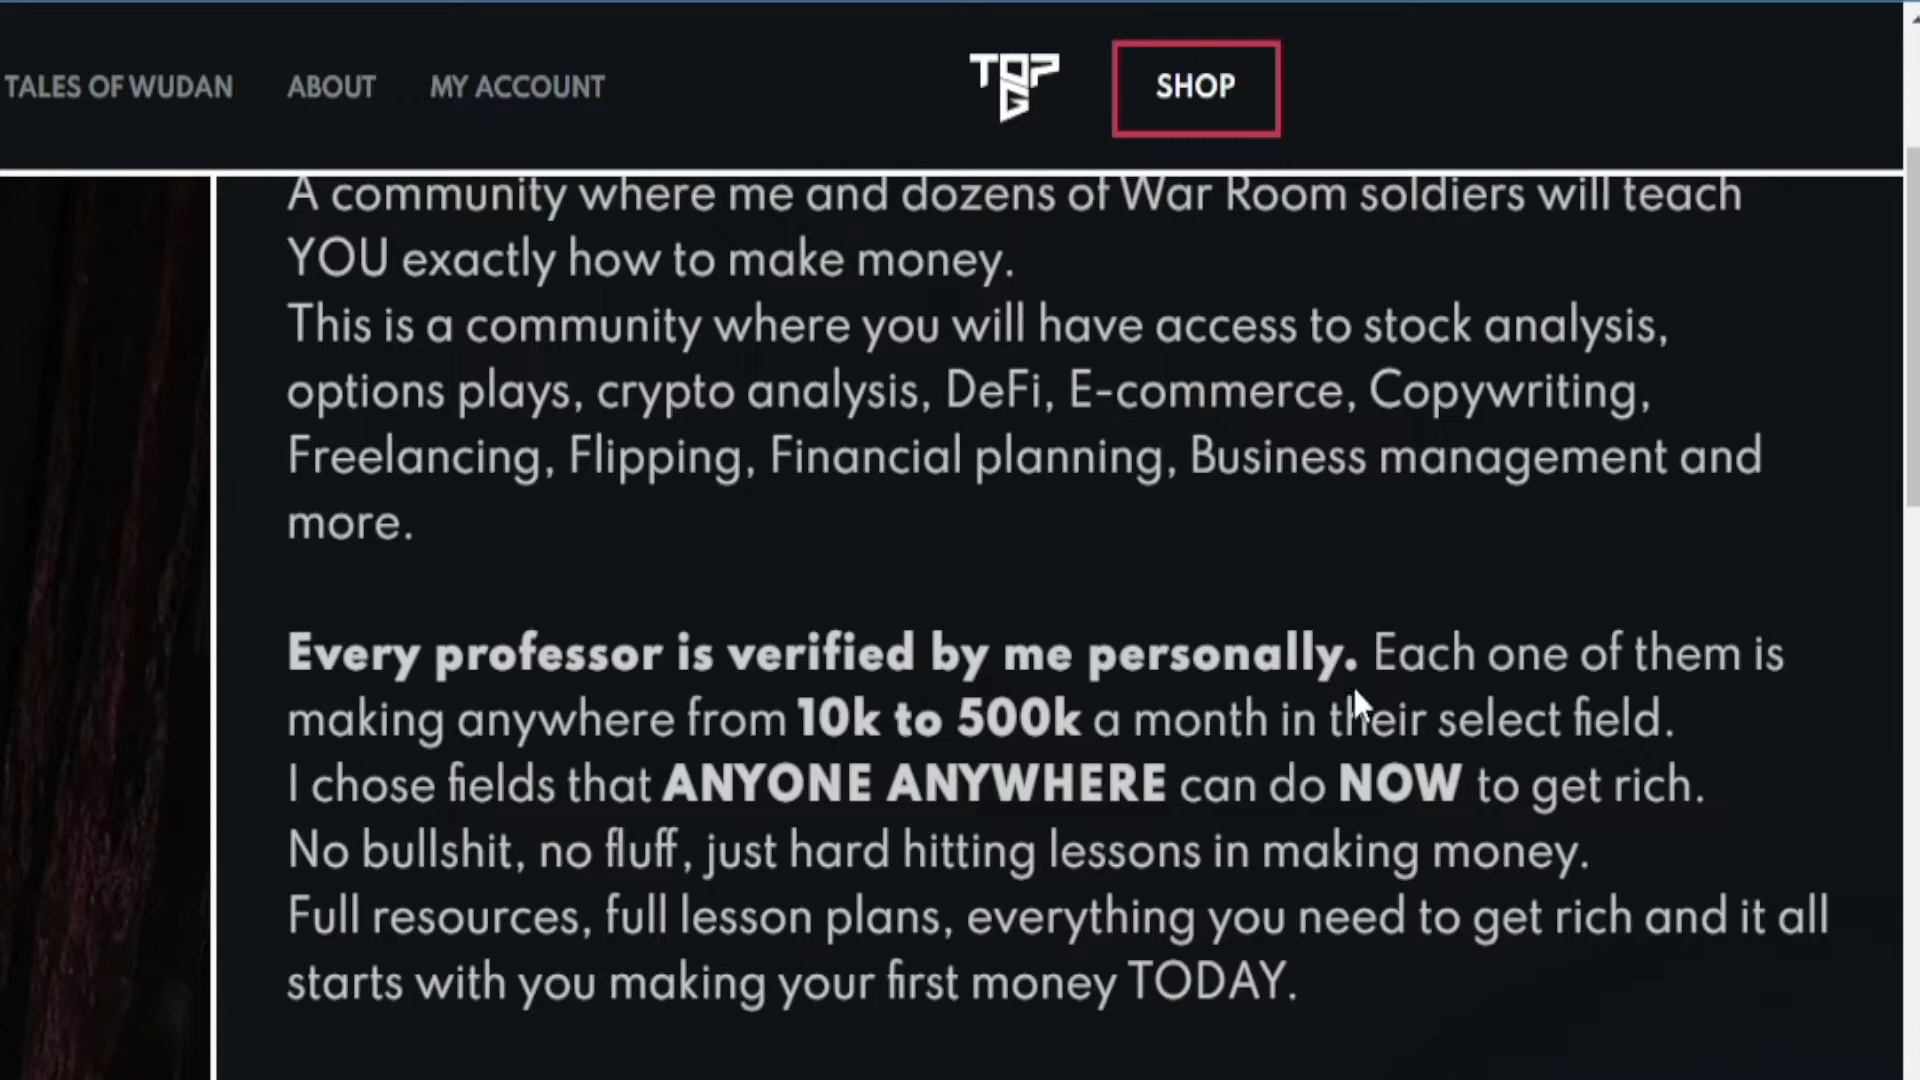 TALES OF WUDAN ABOUT MY ACCOUNT TOP G SHOP
A community where me and dozens of War Room soldiers will teach
YOU exactly how to make money.
This is a community where you will have access to stock analysis,
options plays, crypto analysis, DeFi, E-commerce, Copywriting,
Freelancing, Flipping, Financial planning, Business management and
more.
Every professor is verified by me personally. Each one of them is
making anywhere from 10k to 500k a month in their select field.
I chose fields that ANYONE ANYWHERE can do NOW to get rich.
No bullshit, no fluff, just hard hitting lessons in making money.
Full resources, full lesson plans, everything you need to get rich and it all
starts with you making your first money TODAY.